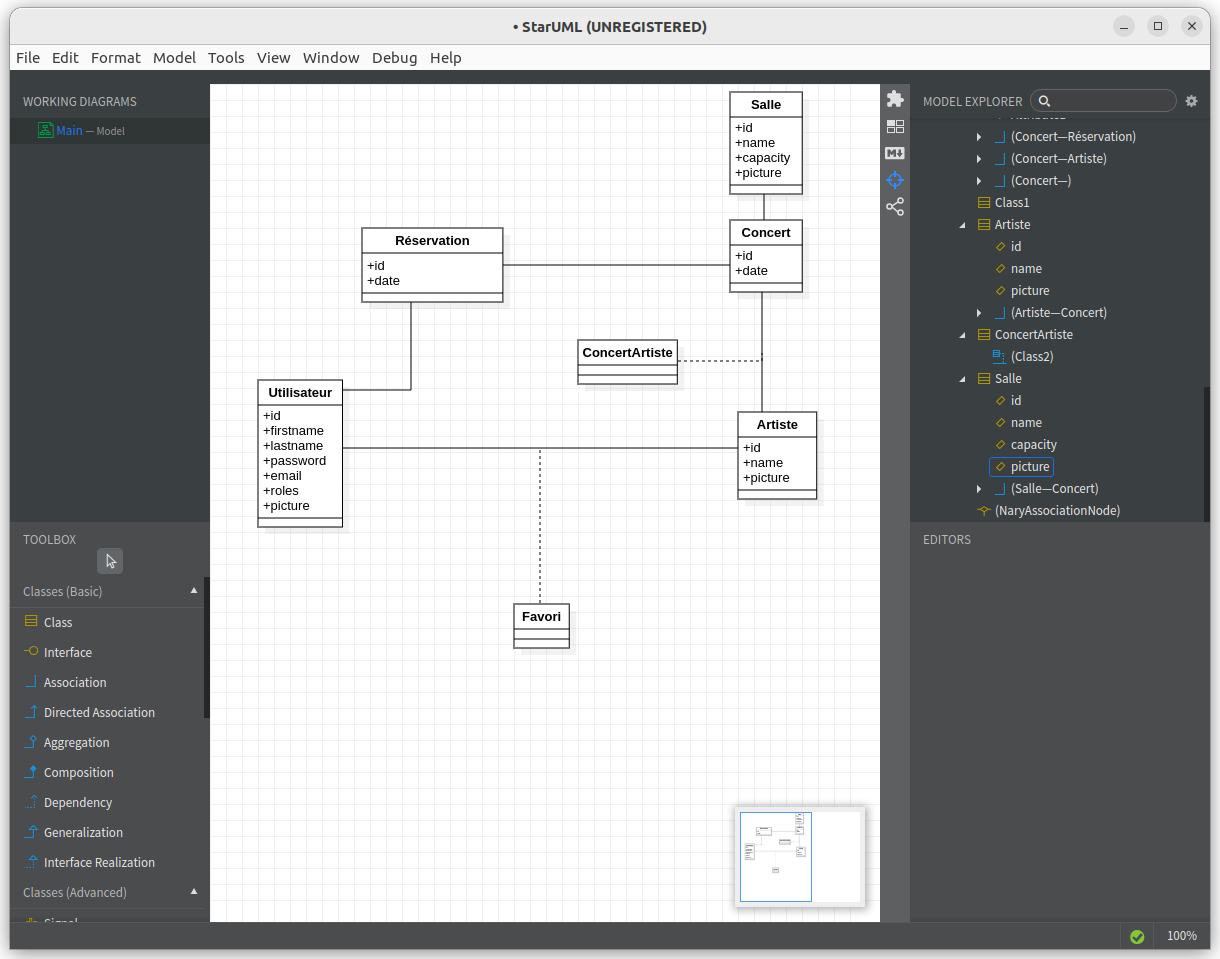 • StarUML (UNREGISTERED)
File Edit Format Model Tools View Window Debug Help
WORKING DIAGRAMS
Main — Model
TOOLBOX
Classes (Basic)
Class
Interface
Association
Directed Association
Aggregation
Composition
Dependency
Generalization
Interface Realization
Classes (Advanced)
Signal
Salle
+id
+name
+capacity
+picture
Réservation
+id
+date
Concert
+id
+date
ConcertArtiste
Utilisateur
+id
+firstname
+lastname
+password
+email
+roles
+picture
Artiste
+id
+name
+picture
Favori
M
MODEL EXPLORER
(Concert—Réservation)
(Concert—Artiste)
(Concert—)
Class1
Artiste
id
name
picture
(Artiste—Concert)
ConcertArtiste
(Class2)
Salle
id
name
capacity
picture
(Salle—Concert)
(NaryAssociationNode)
EDITORS
100%